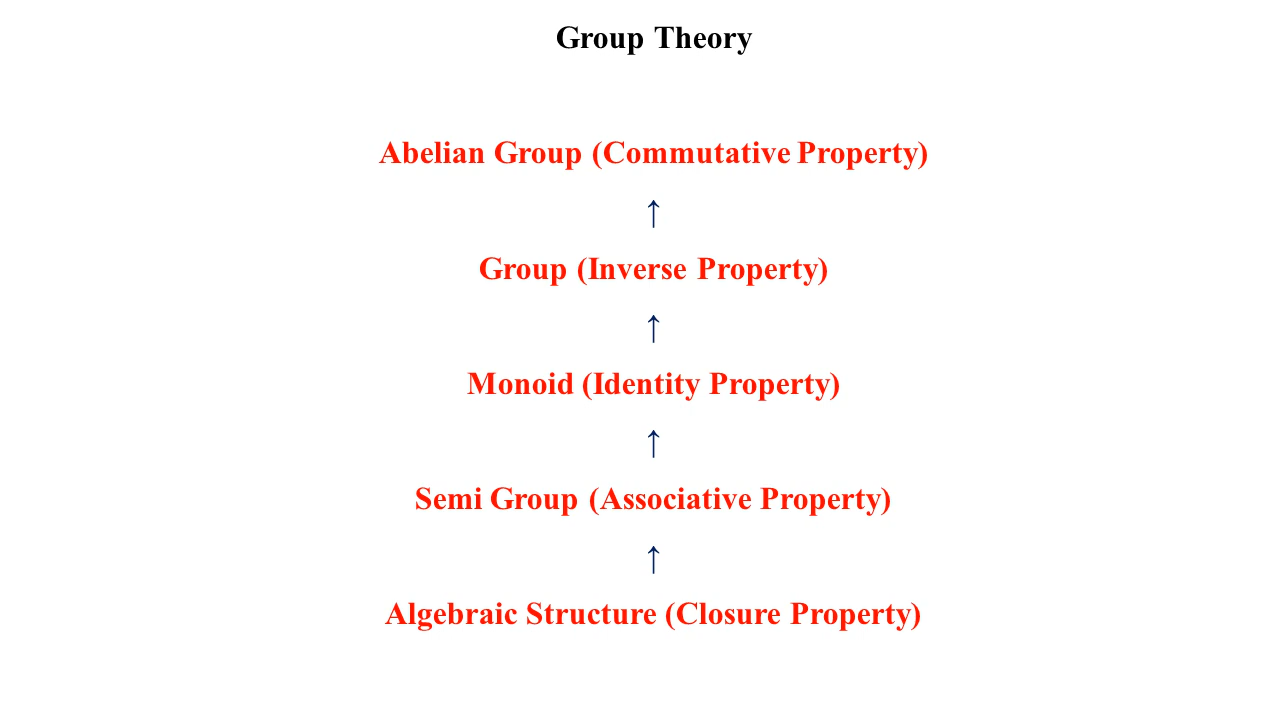 Group Theory
Abelian Group (Commutative Property)
↑
Group (Inverse Property)
↑
Monoid (Identity Property)
↑
Semi Group (Associative Property)
↑
Algebraic Structure (Closure Property)